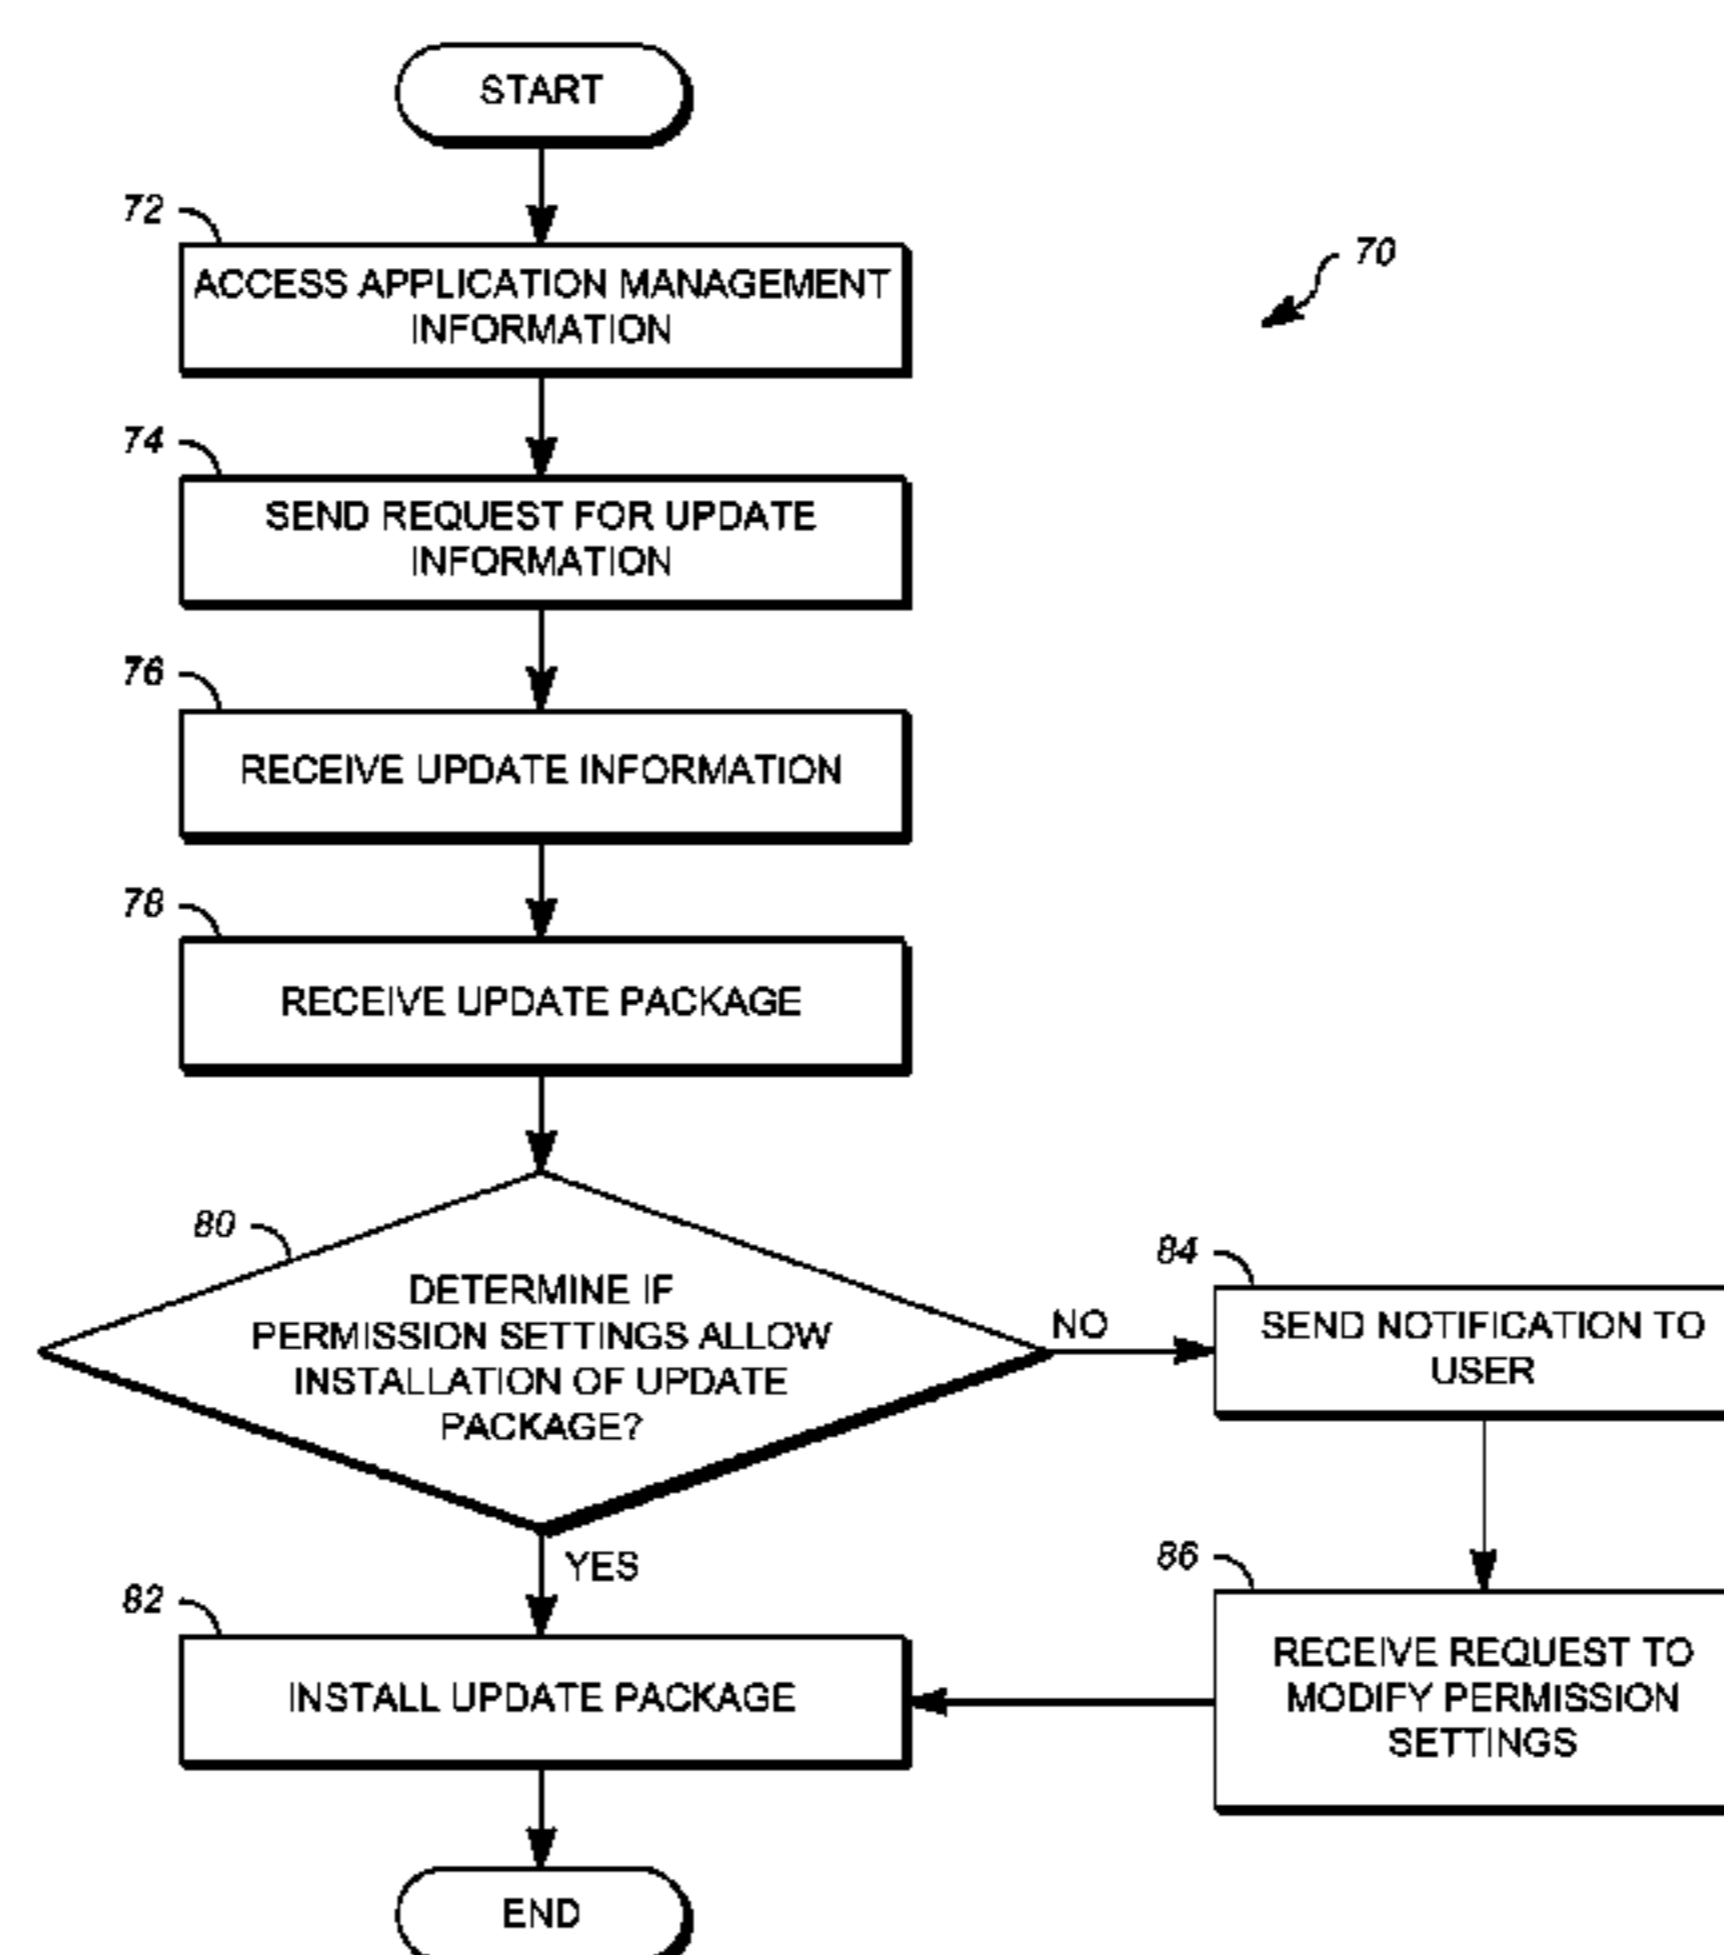 START
72
ACCESS APPLICATION MANAGEMENT
INFORMATION
70
74
SEND REQUEST FOR UPDATE
INFORMATION
76
RECEIVE UPDATE INFORMATION
78
RECEIVE UPDATE PACKAGE
80
DETERMINE IF
PERMISSION SETTINGS ALLOW
INSTALLATION OF UPDATE
PACKAGE?
NO
84
SEND NOTIFICATION TO
USER
YES
86
RECEIVE REQUEST TO
MODIFY PERMISSION
SETTINGS
82
INSTALL UPDATE PACKAGE
END